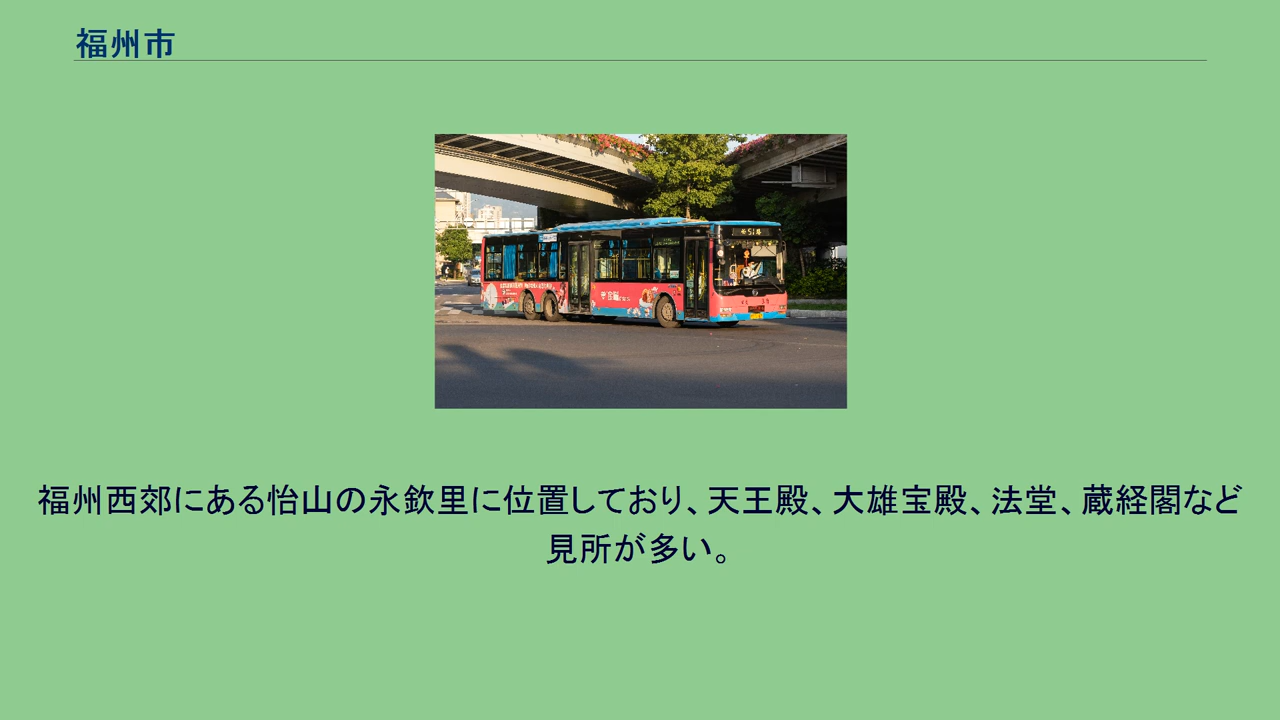 福州市
福州西郊にある怡山の永欽里に位置しており、天王殿、大雄宝殿、法堂、蔵経閣など
見所が多い。